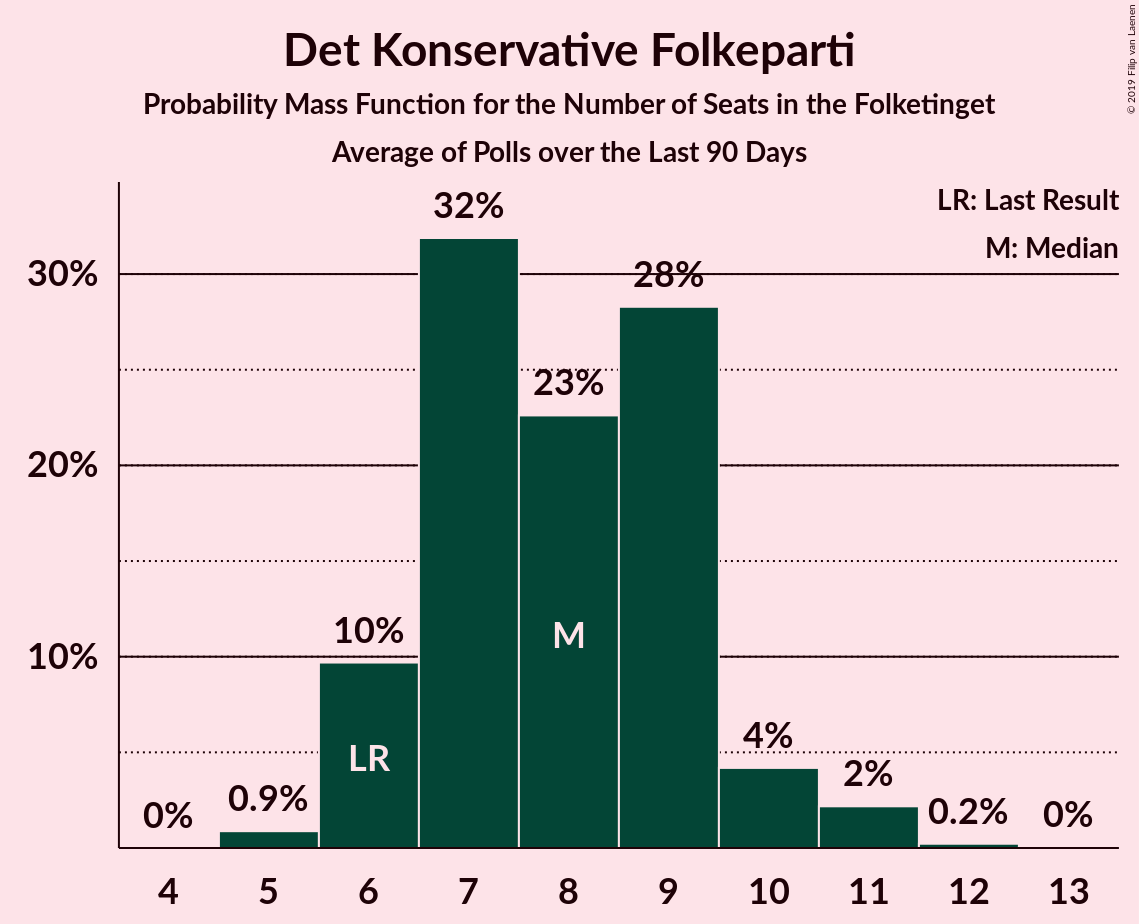 Det Konservative Folkeparti
Probability Mass Function for the Number of Seats in the Folketinget
Average of Polls over the Last 90 Days
© 2019 Filip van Laenen
LR: Last Result
M: Median
30%
20%
10%
0%
0.9%
10%
32%
23%
28%
4%
2%
0.2%
0%
LR
M
4 5 6 7 8 9 10 11 12 13